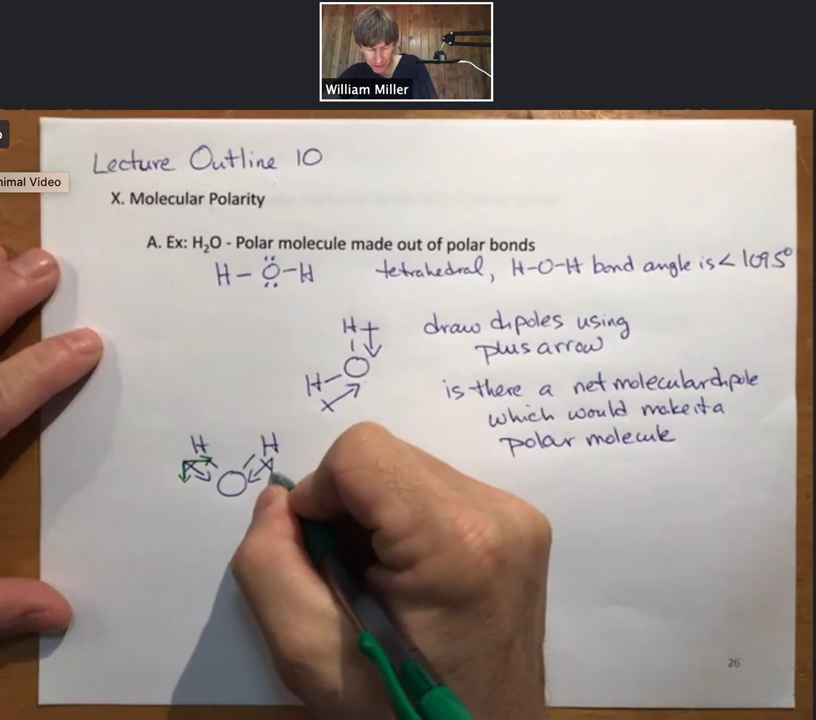 William Miller
nimal Video
Lecture Outline 10
X. Molecular Polarity
A. Ex: H₂O - Polar molecule made out of polar bonds
H - Ö - H
tetrahedral, H-O-H bond angle is < 109.5°
H
draw dipoles using
plus arrow
H O
is there a net molecular dipole
which would make it a
polar molecule
H H
O
26